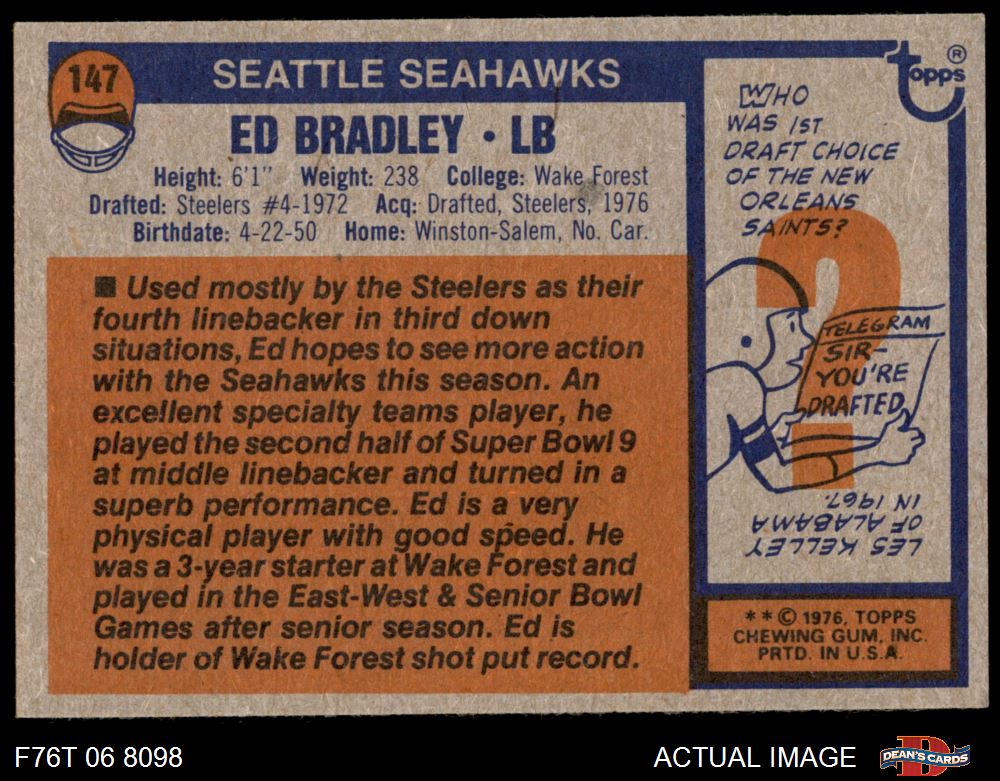 147
SEATTLE SEAHAWKS
ED BRADLEY • LB
Height: 6'1" Weight: 238 College: Wake Forest
Drafted: Steelers #4-1972 Acq: Drafted, Steelers, 1976
Birthdate: 4-22-50 Home: Winston-Salem, No. Car.
■ Used mostly by the Steelers as their
fourth linebacker in third down
situations, Ed hopes to see more action
with the Seahawks this season. An
excellent specialty teams player, he
played the second half of Super Bowl 9
at middle linebacker and turned in a
superb performance. Ed is a very
physical player with good speed. He
was a 3-year starter at Wake Forest and
played in the East-West & Senior Bowl
Games after senior season. Ed is
holder of Wake Forest shot put record.
Topps®
WHO
WAS 1ST
DRAFT CHOICE
OF THE NEW
ORLEANS
SAINTS?
TELEGRAM
SIR-
YOU'RE
DRAFTED
LES KELLEY
OF ALABAMA
IN 1967.
**© 1976, TOPPS
CHEWING GUM, INC.
PRTD. IN U.S.A.
F76T 06 8098
ACTUAL IMAGE
DEAN'S CARDS